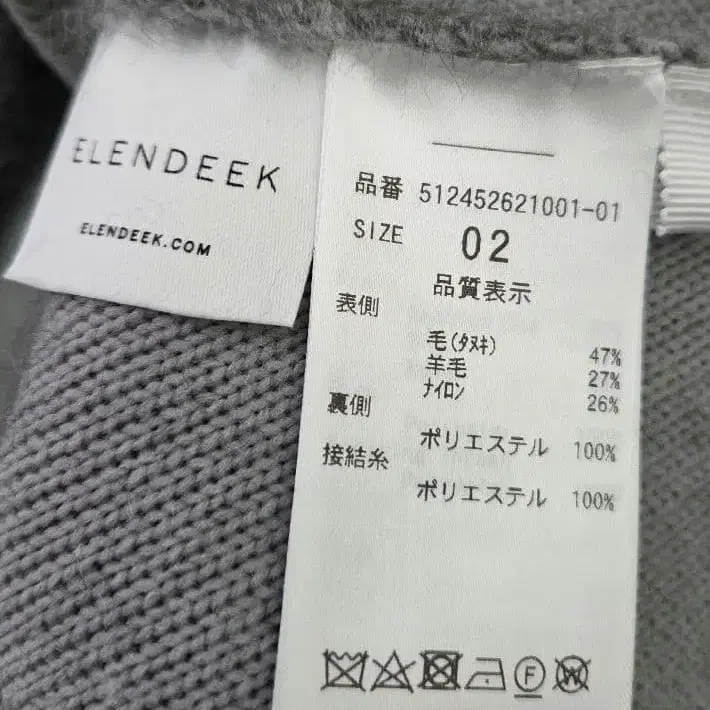 ELENDEEK
ELENDEEK.COM
品番 512452621001-01
SIZE 02
品質表示
表側
毛(ﾀﾇｷ) 47%
羊毛 27%
ﾅｲﾛﾝ 26%
裏側
ポリエステル 100%
接結糸
ポリエステル 100%
F
W